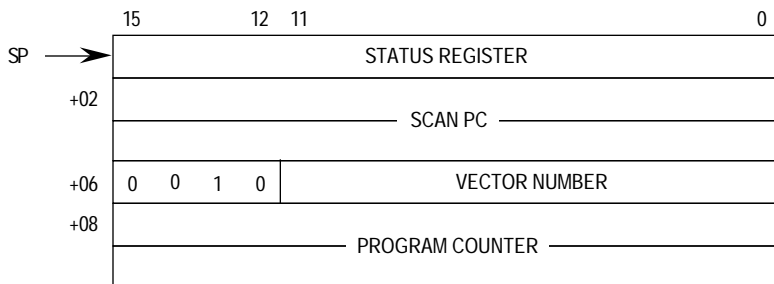 15 12 11 0
SP STATUS REGISTER
+02
SCAN PC
+06 0 0 1 0 VECTOR NUMBER
+08
PROGRAM COUNTER